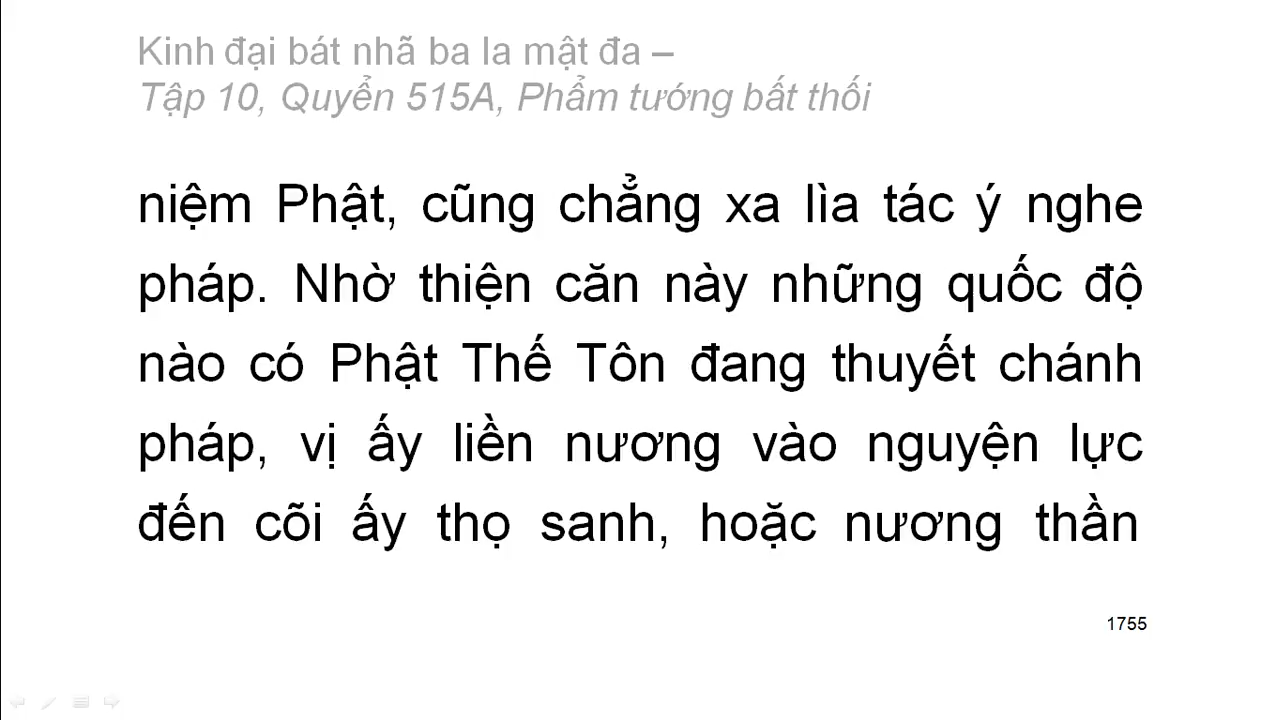 Kinh đại bát nhã ba la mật đa –
Tập 10, Quyển 515A, Phẩm tướng bất thối
niệm Phật, cũng chẳng xa lìa tác ý nghe
pháp. Nhờ thiện căn này những quốc độ
nào có Phật Thế Tôn đang thuyết chánh
pháp, vị ấy liền nương vào nguyện lực
đến cõi ấy thọ sanh, hoặc nương thần
1755